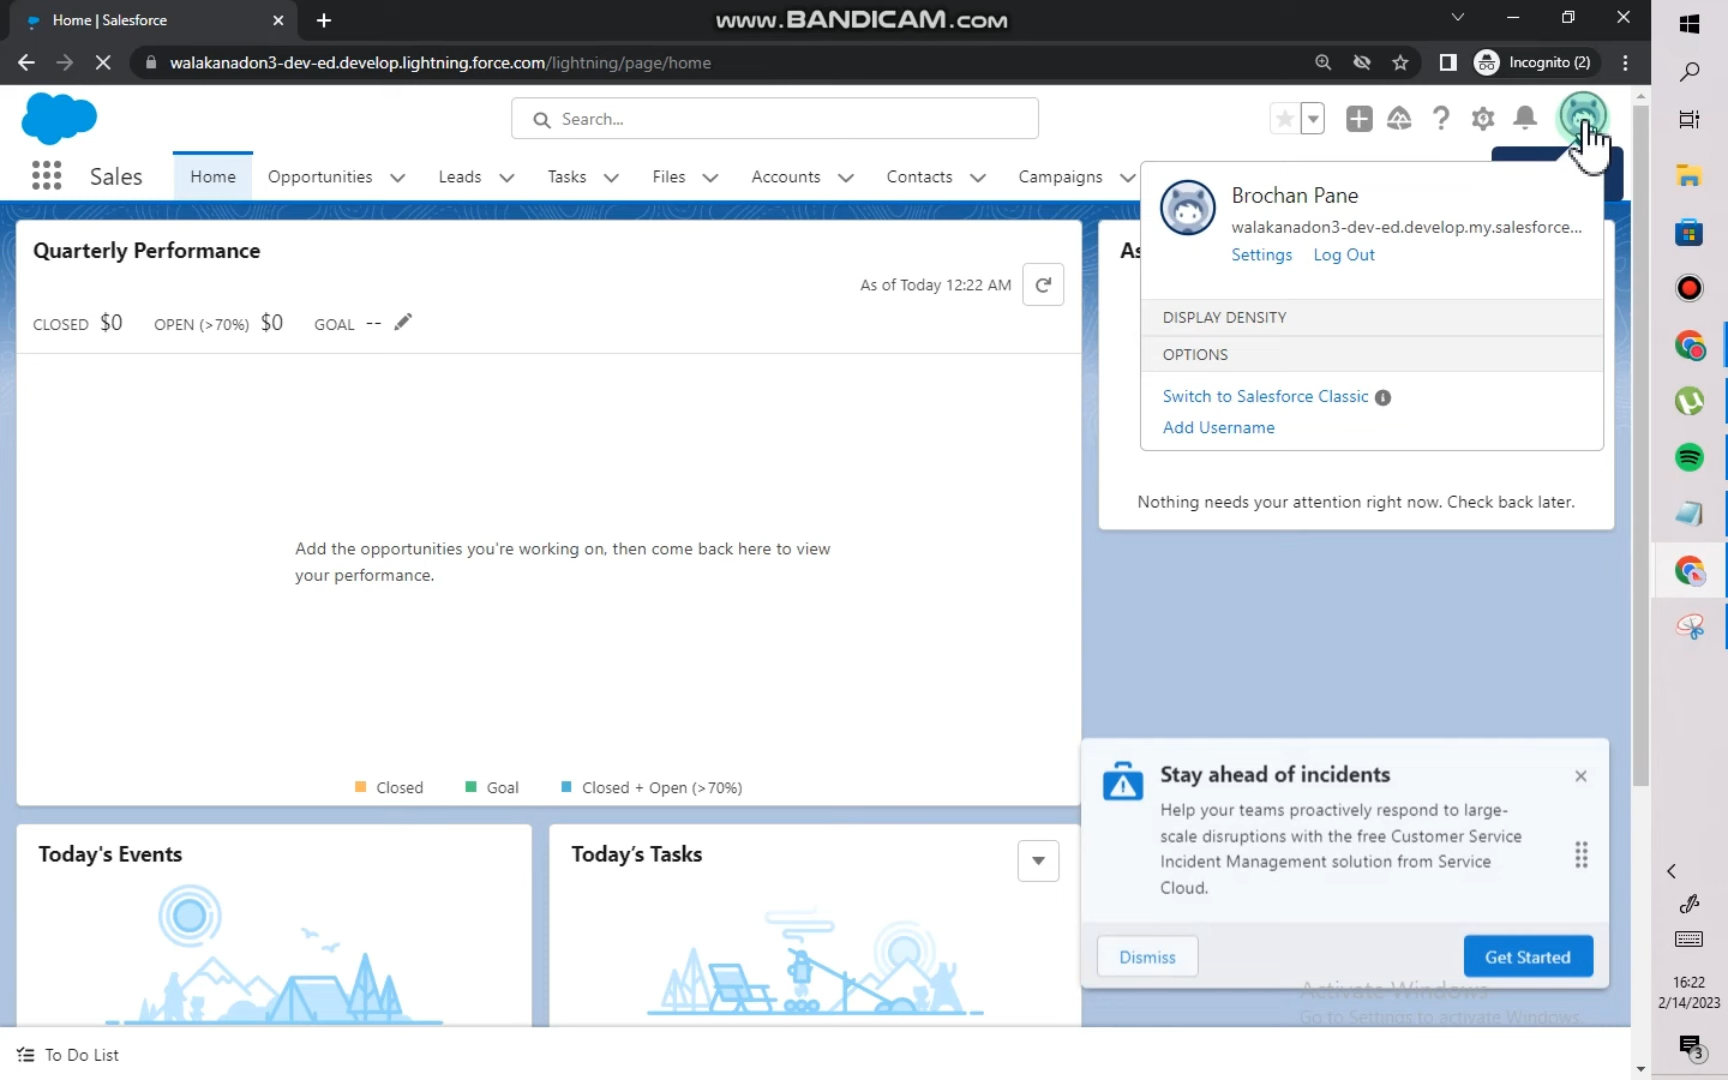 Home | Salesforce
www.BANDICAM.com
walakanadon3-dev-ed.develop.lightning.force.com/lightning/page/home
Incognito (2)
Search...
Sales
Home
Opportunities
Leads
Tasks
Files
Accounts
Contacts
Campaigns
Brochan Pane
walakanadon3-dev-ed.develop.my.salesforce...
Settings
Log Out
DISPLAY DENSITY
OPTIONS
Switch to Salesforce Classic
Add Username
Quarterly Performance
As of Today 12:22 AM
CLOSED $0
OPEN (>70%) $0
GOAL --
Add the opportunities you're working on, then come back here to view
your performance.
Closed
Goal
Closed + Open (>70%)
Nothing needs your attention right now. Check back later.
Stay ahead of incidents
Help your teams proactively respond to large-
scale disruptions with the free Customer Service
Incident Management solution from Service
Cloud.
Dismiss
Get Started
Today's Events
Today's Tasks
Activate Windows
Go to Settings to activate Windows.
To Do List
16:22
2/14/2023
3